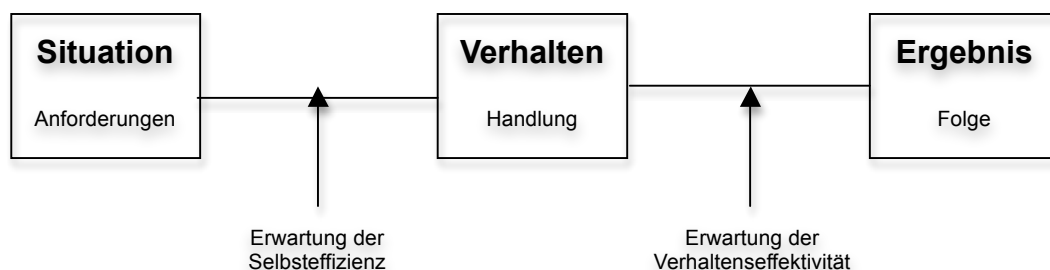 Situation
Anforderungen
Verhalten
Handlung
Ergebnis
Folge
Erwartung der
Selbsteffizienz
Erwartung der
Verhaltenseffektivität